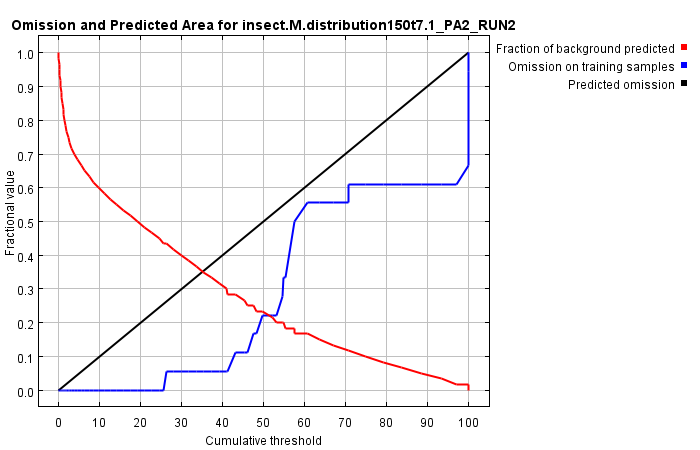 Omission and Predicted Area for insect.M.distribution150t7.1_PA2_RUN2
Fraction of background predicted
Omission on training samples
Predicted omission
1.0
0.9
0.8
0.7
0.6
0.5
0.4
0.3
0.2
0.1
0.0
Fractional value
0 10 20 30 40 50 60 70 80 90 100
Cumulative threshold